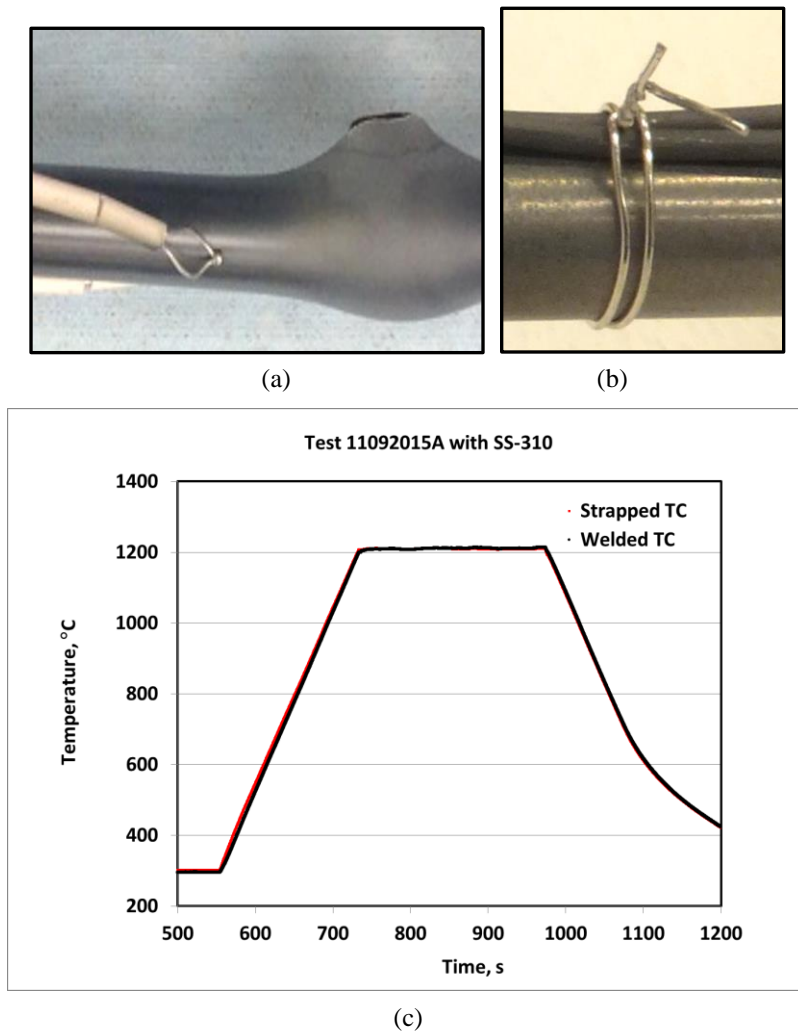 (a)
(b)
Test 11092015A with SS-310
1400
1200
1000
800
600
400
200
Temperature, °C
Strapped TC
Welded TC
500 600 700 800 900 1000 1100 1200
Time, s
(c)